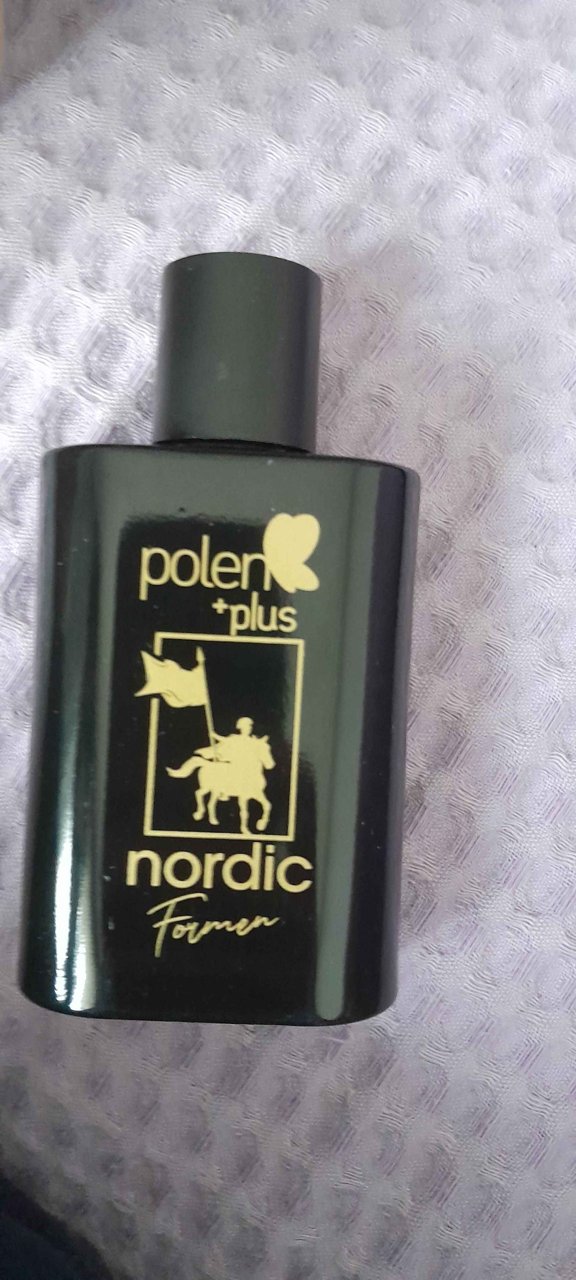 polen
+plus
nordic
Formen